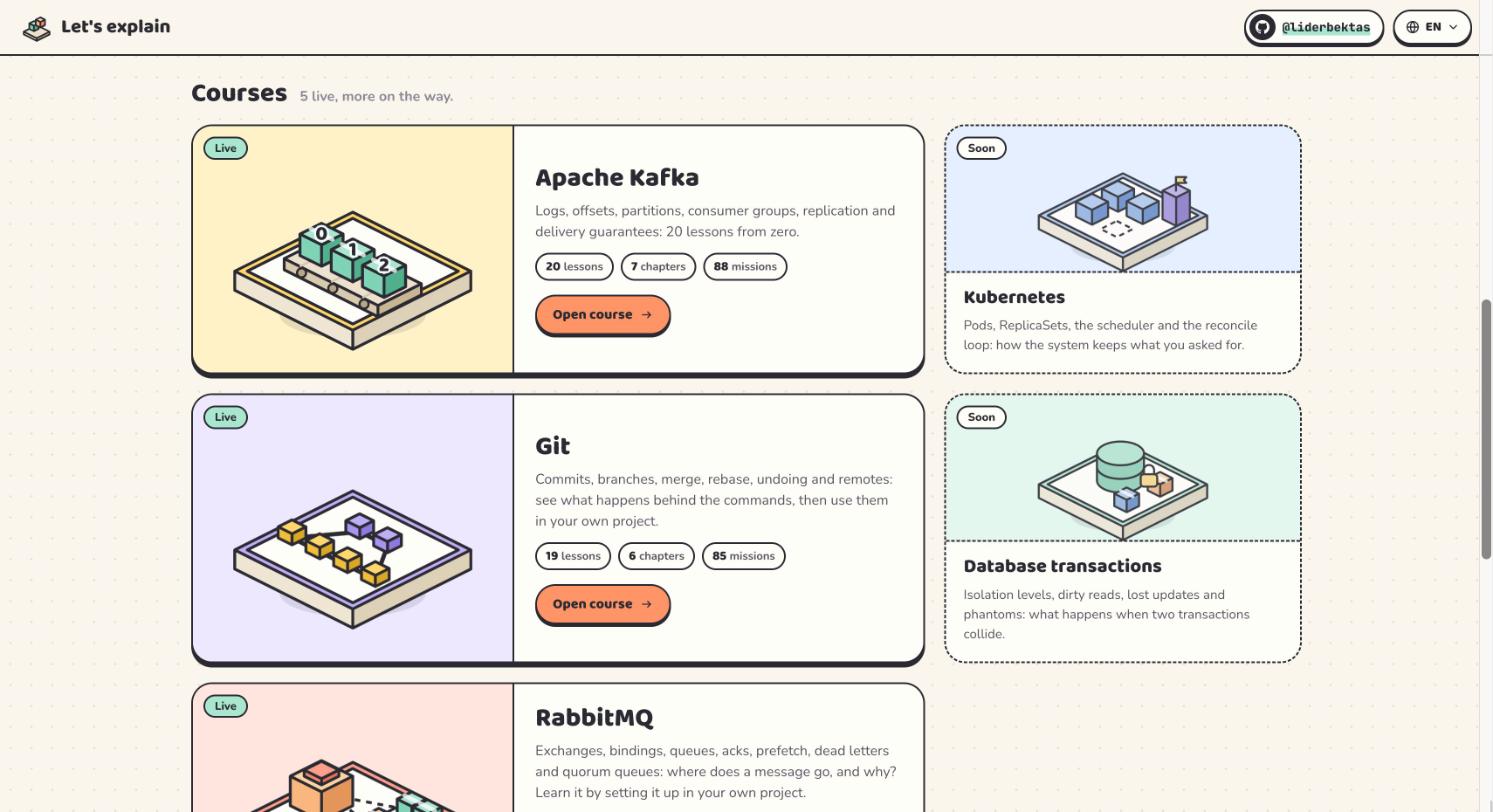 Let's explain
@liderbektas
EN
Courses
5 live, more on the way.
Live
0
1
2
Apache Kafka
Logs, offsets, partitions, consumer groups, replication and
delivery guarantees: 20 lessons from zero.
20 lessons
7 chapters
88 missions
Open course →
Soon
Kubernetes
Pods, ReplicaSets, the scheduler and the reconcile
loop: how the system keeps what you asked for.
Live
Git
Commits, branches, merge, rebase, undoing and remotes:
see what happens behind the commands, then use them
in your own project.
19 lessons
6 chapters
85 missions
Open course →
Soon
Database transactions
Isolation levels, dirty reads, lost updates and
phantoms: what happens when two transactions
collide.
Live
RabbitMQ
Exchanges, bindings, queues, acks, prefetch, dead letters
and quorum queues: where does a message go, and why?
Learn it by setting it up in your own project.